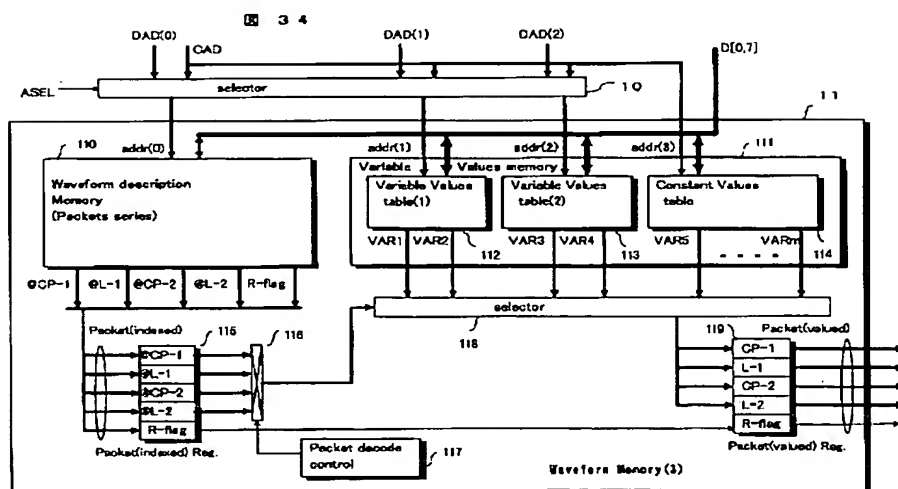 図 34
DAD(0)
CAD
DAD(1)
DAD(2)
D[0,7]
ASEL
selector
10
11
110
addr(0)
addr(1)
addr(2)
addr(3)
111
Variable Values memory
Waveform description
Memory
(Packets series)
Variable Values
table(1)
Variable Values
table(2)
Constant Values
table
VAR1
VAR2
112
VAR3
VAR4
113
VAR5
VARm
114
@CP-1
@L-1
@CP-2
@L-2
R-flag
selector
118
Packet(indexed)
115
116
119
Packet(valued)
@CP-1
@L-1
@CP-2
@L-2
R-flag
CP-1
L-1
CP-2
L-2
R-flag
Packet(indexed) Reg.
Packet(valued) Reg.
Packet decode
control
117
Waveform Memory(3)